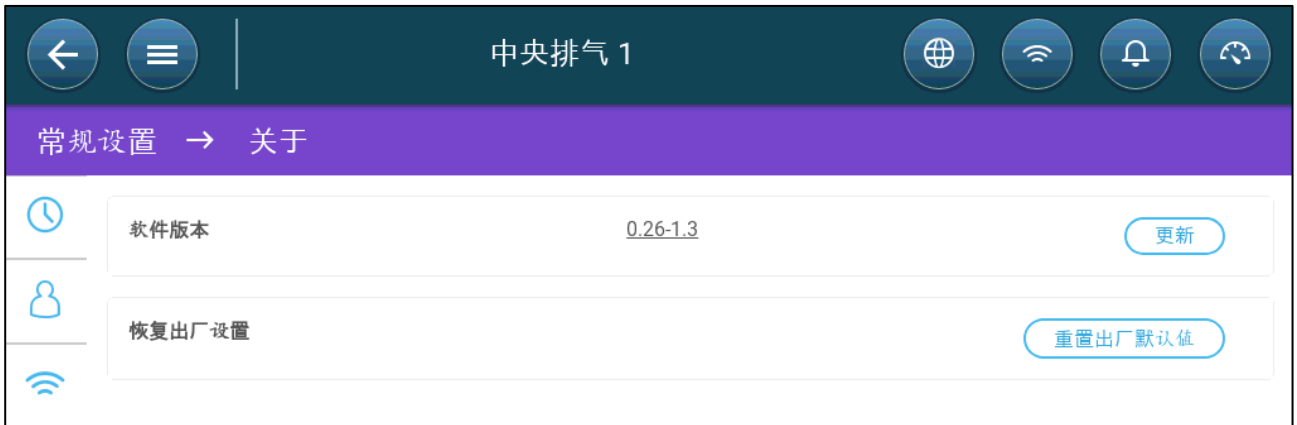 中央排气 1
常规设置 → 关于
软件版本 0.26-1.3 更新
恢复出厂设置 重置出厂默认值